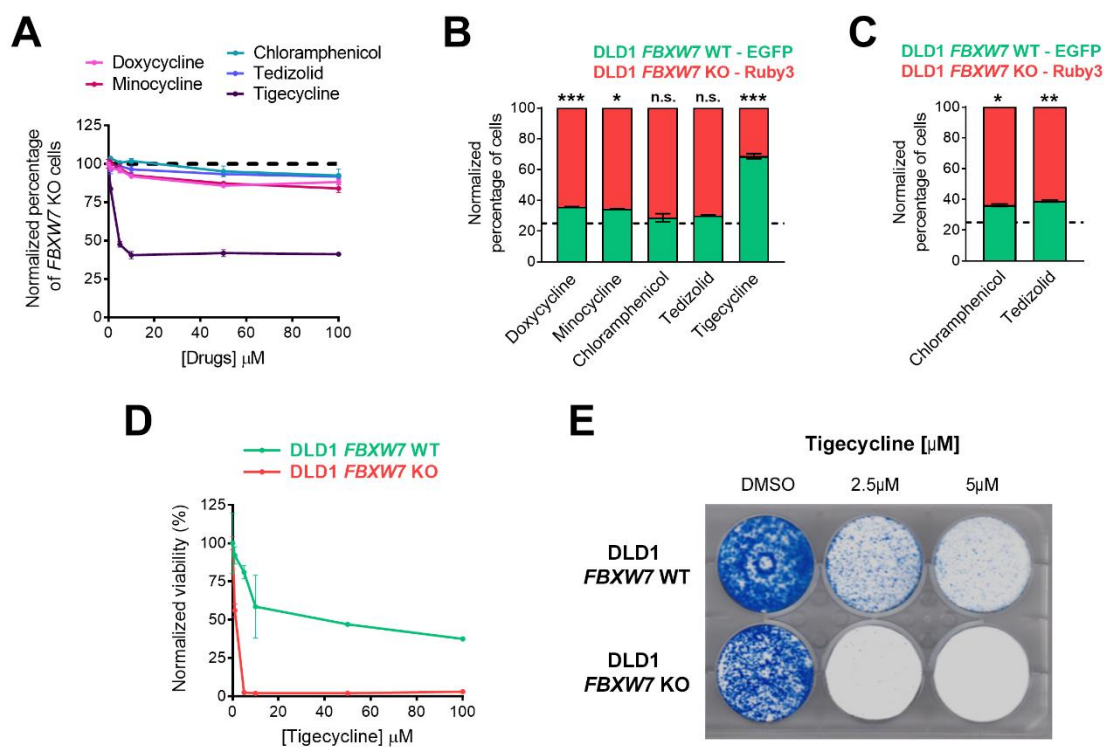 A
Doxycycline
Minocycline
Chloramphenicol
Tedizolid
Tigecycline
Normalized percentage
of FBXW7 KO cells
125
100
75
50
25
0
0 20 40 60 80 100
[Drugs] μM
B
DLD1 FBXW7 WT - EGFP
DLD1 FBXW7 KO - Ruby3
*** * n.s. n.s. ***
Normalized
percentage of cells
100
80
60
40
20
0
Doxycycline
Minocycline
Chloramphenicol
Tedizolid
Tigecycline
C
DLD1 FBXW7 WT - EGFP
DLD1 FBXW7 KO - Ruby3
* **
Normalized
percentage of cells
100
80
60
40
20
0
Chloramphenicol
Tedizolid
D
DLD1 FBXW7 WT
DLD1 FBXW7 KO
Normalized viability (%)
125
100
75
50
25
0
0 20 40 60 80 100
[Tigecycline] μM
E
Tigecycline [μM]
DMSO 2.5μM 5μM
DLD1
FBXW7 WT
DLD1
FBXW7 KO